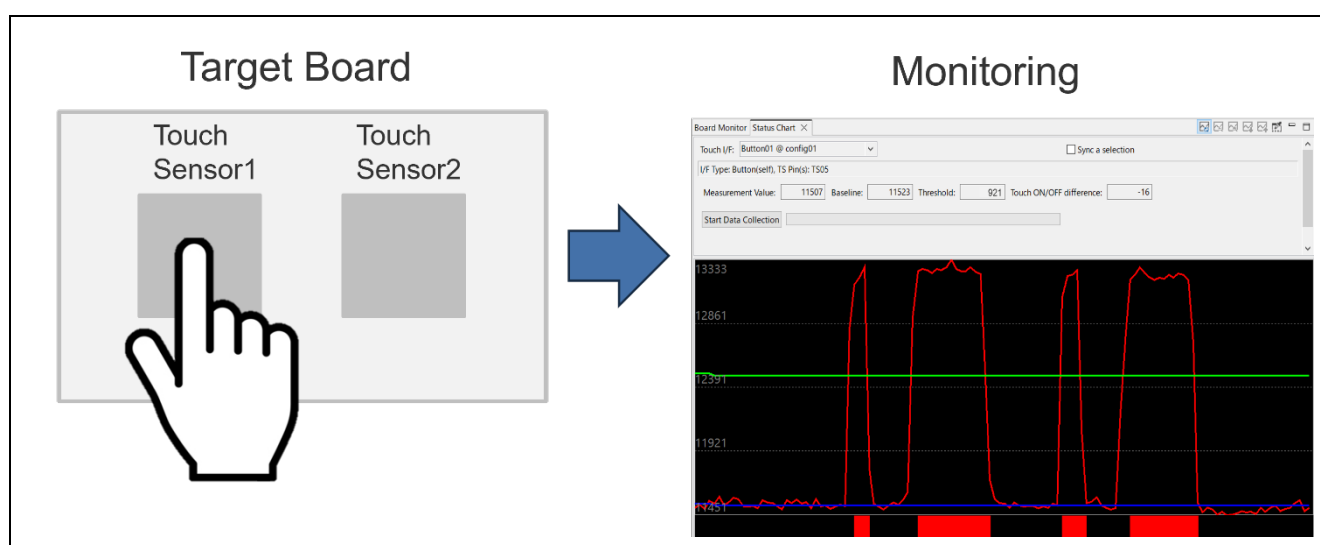 Target Board
Monitoring
Touch
Sensor1
Touch
Sensor2
Board Monitor Status Chart
Touch I/F: Button01 @ config01 Sync a selection
I/F Type: Button(self), TS Pin(s): TS05
Measurement Value: 11507 Baseline: 11523 Threshold: 921 Touch ON/OFF difference: -16
Start Data Collection
13333
12861
12391
11921
11451